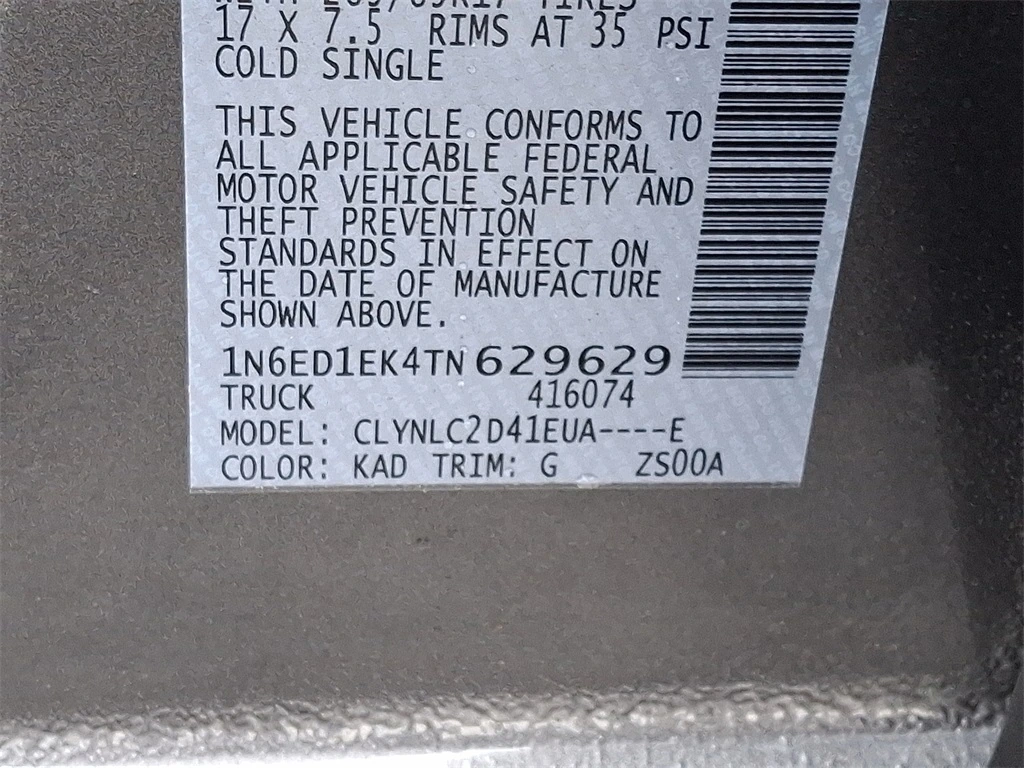 17 X 7.5 RIMS AT 35 PSI
COLD SINGLE
THIS VEHICLE CONFORMS TO
ALL APPLICABLE FEDERAL
MOTOR VEHICLE SAFETY AND
THEFT PREVENTION
STANDARDS IN EFFECT ON
THE DATE OF MANUFACTURE
SHOWN ABOVE.
1N6ED1EK4TN 629629
TRUCK 416074
MODEL: CLYNLC2D41EUA----E
COLOR: KAD TRIM: G ZS00A